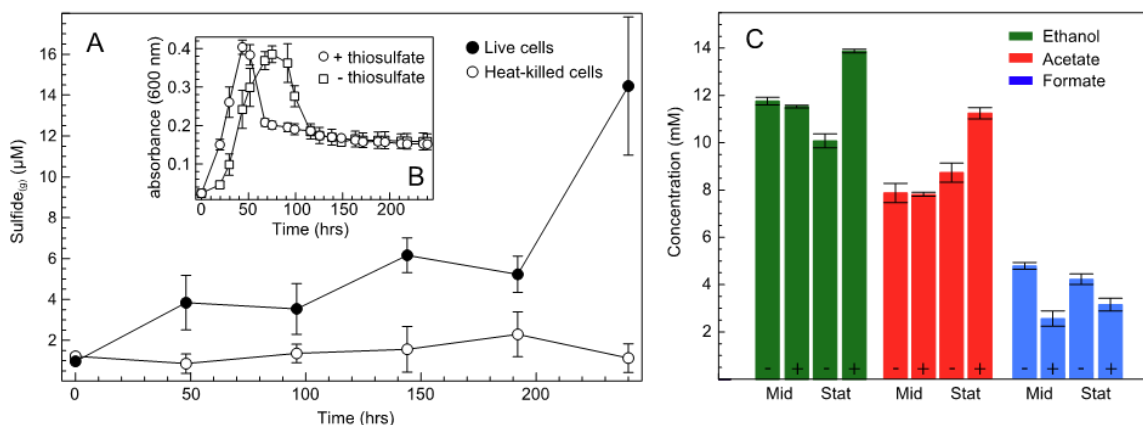 A
16
14
12
10
8
6
4
2
0
Sulfide(g) (µM)
0
50
100
150
200
Time (hrs)
Live cells
Heat-killed cells
B
0.4
0.3
0.2
0.1
absorbance (600 nm)
0
50
100
150
200
Time (hrs)
+ thiosulfate
- thiosulfate
C
14
12
10
8
6
4
2
Concentration (mM)
Ethanol
Acetate
Formate
- + - + - + - + - + - +
Mid Stat Mid Stat Mid Stat